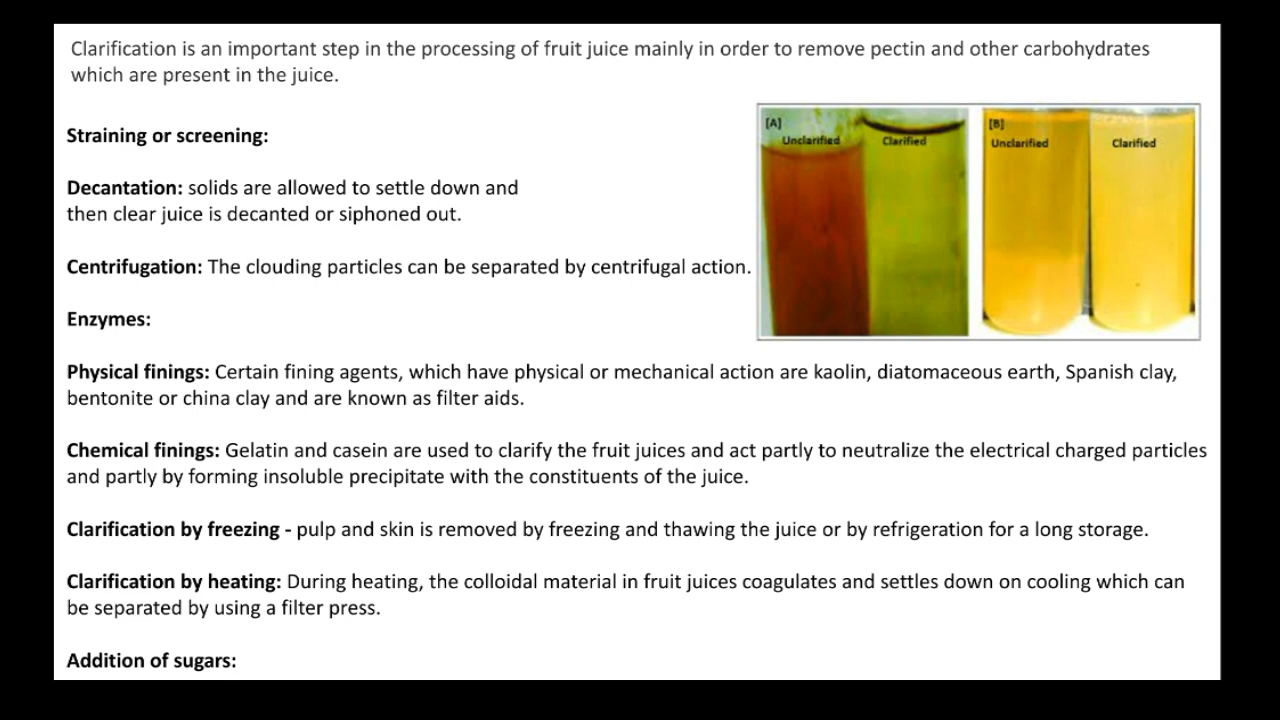 Clarification is an important step in the processing of fruit juice mainly in order to remove pectin and other carbohydrates
which are present in the juice.
Straining or screening:
[A]
Unclarified
Clarified
[B]
Unclarified
Clarified
Decantation: solids are allowed to settle down and
then clear juice is decanted or siphoned out.
Centrifugation: The clouding particles can be separated by centrifugal action.
Enzymes:
Physical finings: Certain fining agents, which have physical or mechanical action are kaolin, diatomaceous earth, Spanish clay,
bentonite or china clay and are known as filter aids.
Chemical finings: Gelatin and casein are used to clarify the fruit juices and act partly to neutralize the electrical charged particles
and partly by forming insoluble precipitate with the constituents of the juice.
Clarification by freezing - pulp and skin is removed by freezing and thawing the juice or by refrigeration for a long storage.
Clarification by heating: During heating, the colloidal material in fruit juices coagulates and settles down on cooling which can
be separated by using a filter press.
Addition of sugars: